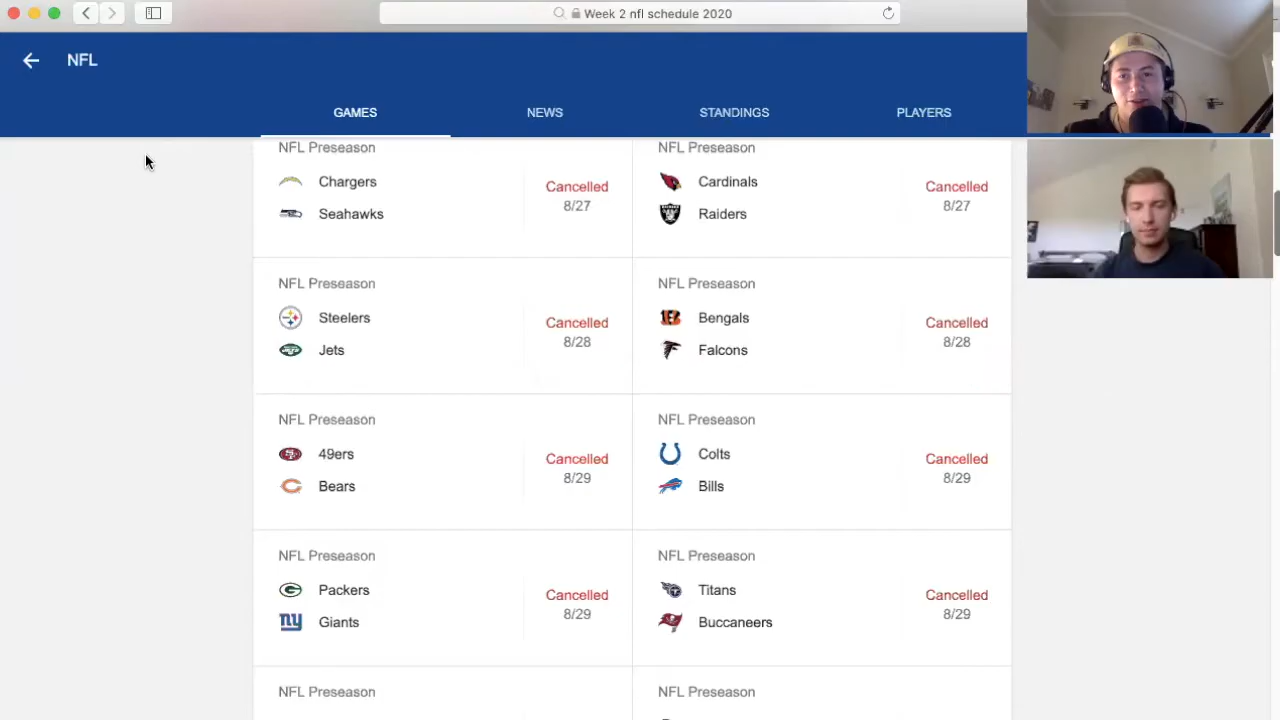 Week 2 nfl schedule 2020
NFL
GAMES NEWS STANDINGS PLAYERS
NFL Preseason
Chargers
Seahawks
Cancelled
8/27
NFL Preseason
Cardinals
Raiders
Cancelled
8/27
NFL Preseason
Steelers
Jets
Cancelled
8/28
NFL Preseason
Bengals
Falcons
Cancelled
8/28
NFL Preseason
49ers
Bears
Cancelled
8/29
NFL Preseason
Colts
Bills
Cancelled
8/29
NFL Preseason
Packers
ny Giants
Cancelled
8/29
NFL Preseason
Titans
Buccaneers
Cancelled
8/29
NFL Preseason
NFL Preseason